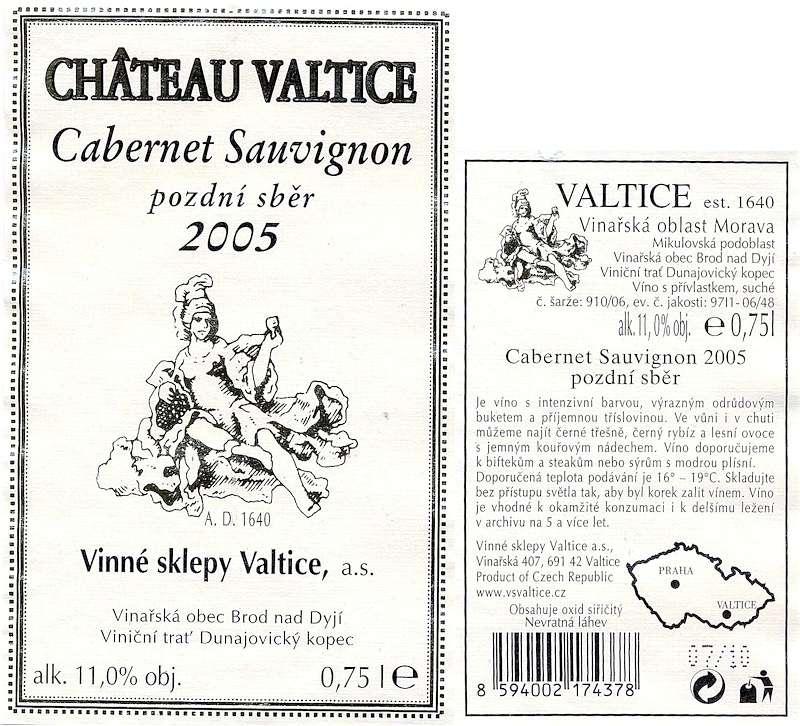 CHÂTEAU VALTICE
Cabernet Sauvignon
pozdní sběr
2005
A. D. 1640
Vinné sklepy Valtice, a.s.
Vinařská obec Brod nad Dyjí
Viniční trať Dunajovický kopec
alk. 11,0% obj. 0,75 l ℮
VALTICE est. 1640
Vinařská oblast Morava
Mikulovská podoblast
Vinařská obec Brod nad Dyjí
Viniční trať Dunajovický kopec
Víno s přívlastkem, suché
č. šarže: 910/06, ev. č. jakosti: 97I1- 06/48
alk.11,0% obj. ℮ 0,75l
Cabernet Sauvignon 2005
pozdní sběr
Je víno s intenzivní barvou, výrazným odrůdovým
buketem a příjemnou tříslovinou. Ve vůni i v chuti
můžeme najít černé třešně, černý rybíz a lesní ovoce
s jemným kouřovým nádechem. Víno doporučujeme
k biftekům a steakům nebo sýrům s modrou plísní.
Doporučená teplota podávání je 16° – 19°C. Skladujte
bez přístupu světla tak, aby byl korek zalit vínem. Víno
je vhodné k okamžité konzumaci i k delšímu ležení
v archivu na 5 a více let.
Vinné sklepy Valtice a.s.,
Vinařská 407, 691 42 Valtice
Product of Czech Republic
www.vsvaltice.cz
Obsahuje oxid siřičitý
Nevratná láhev
PRAHA
VALTICE
07/10
8 594002 174378